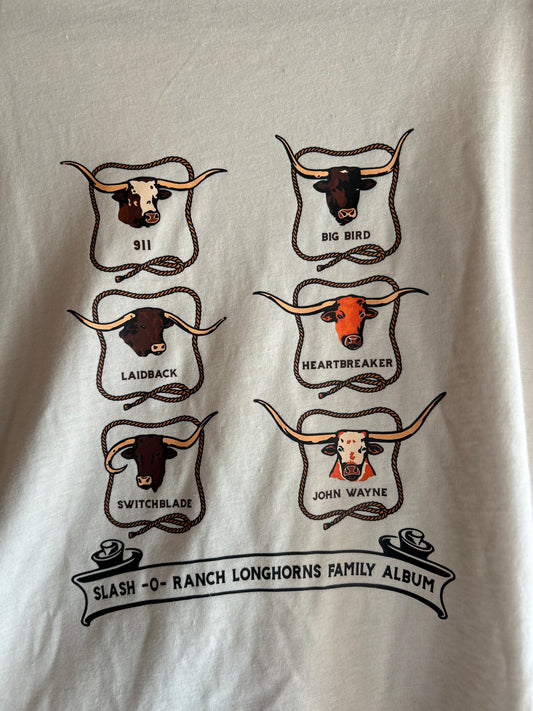 911
BIG BIRD
LAIDBACK
HEARTBREAKER
SWITCHBLADE
JOHN WAYNE
SLASH -O- RANCH LONGHORNS FAMILY ALBUM